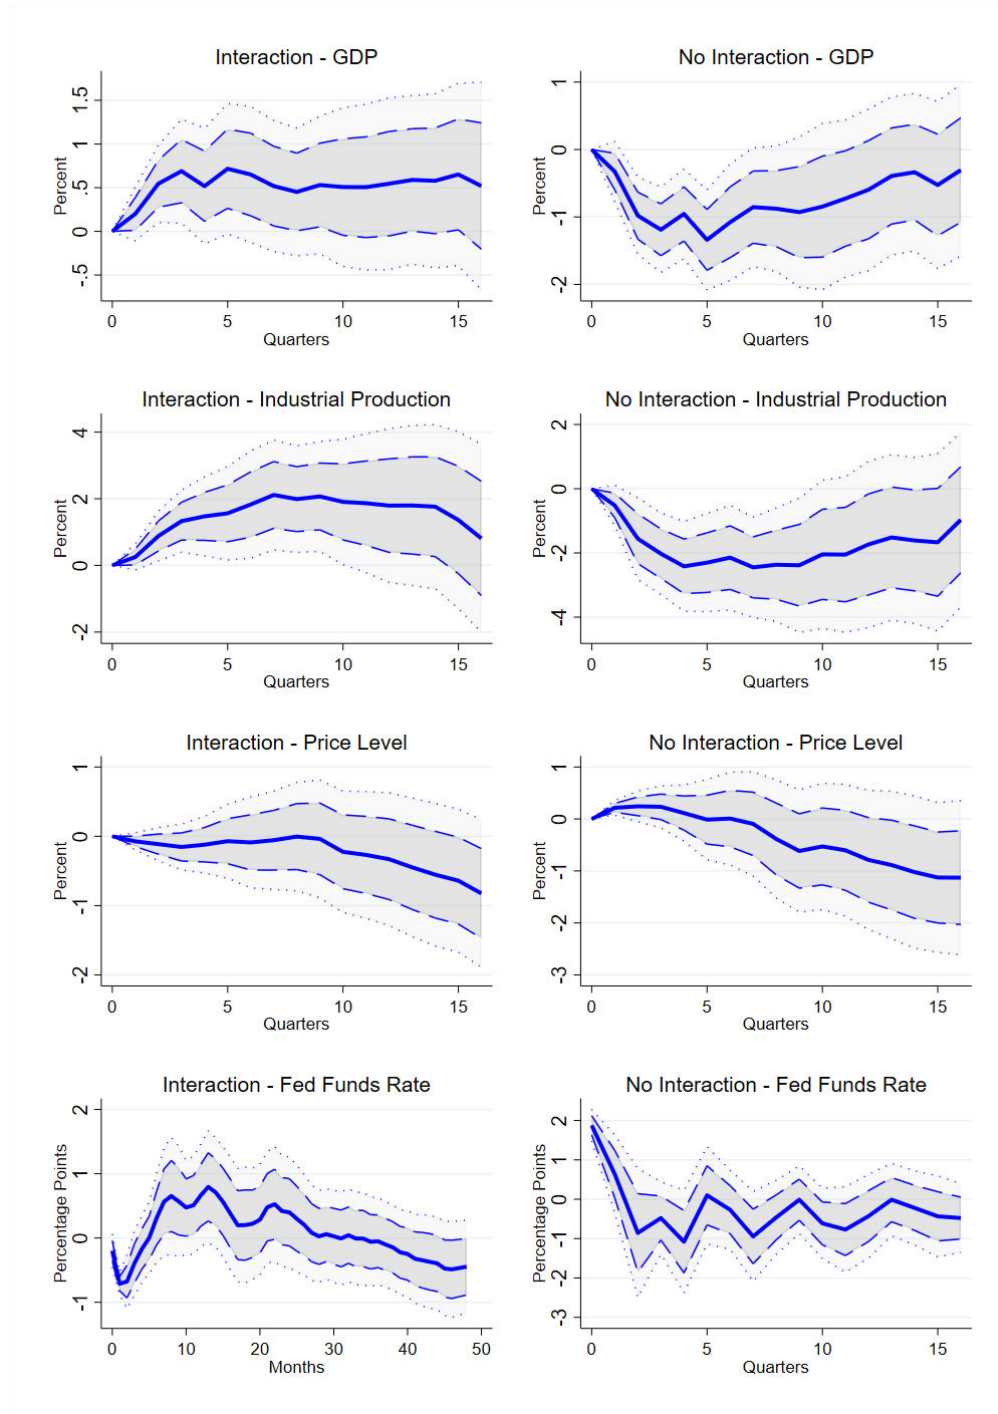 Interaction - GDP
Percent
1.5
1
.5
0
-.5
0 5 10 15
Quarters
No Interaction - GDP
Percent
1
0
-1
-2
0 5 10 15
Quarters
Interaction - Industrial Production
Percent
4
2
0
-2
0 5 10 15
Quarters
No Interaction - Industrial Production
Percent
2
0
-2
-4
0 5 10 15
Quarters
Interaction - Price Level
Percent
1
0
-1
-2
0 5 10 15
Quarters
No Interaction - Price Level
Percent
1
0
-1
-2
-3
0 5 10 15
Quarters
Interaction - Fed Funds Rate
Percentage Points
2
1
0
-1
0 10 20 30 40 50
Months
No Interaction - Fed Funds Rate
Percentage Points
2
1
0
-1
-2
-3
0 5 10 15
Quarters